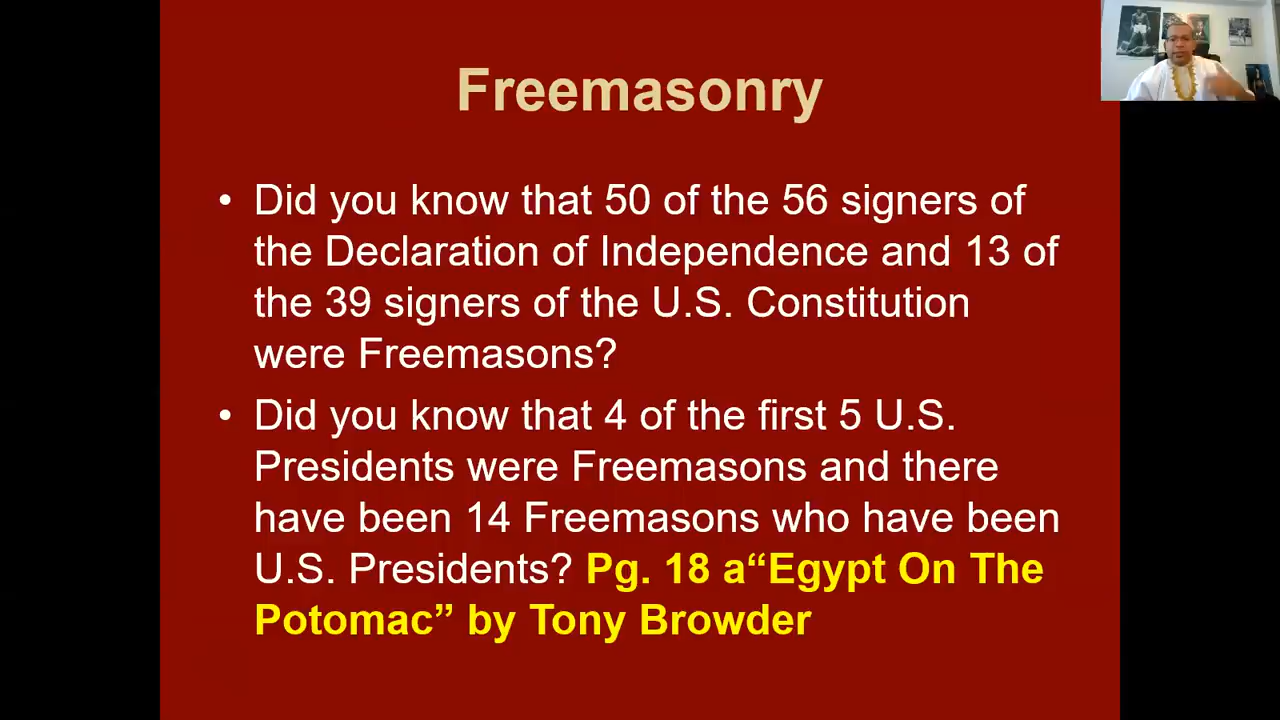 Freemasonry
• Did you know that 50 of the 56 signers of
the Declaration of Independence and 13 of
the 39 signers of the U.S. Constitution
were Freemasons?
• Did you know that 4 of the first 5 U.S.
Presidents were Freemasons and there
have been 14 Freemasons who have been
U.S. Presidents? Pg. 18 a“Egypt On The
Potomac” by Tony Browder